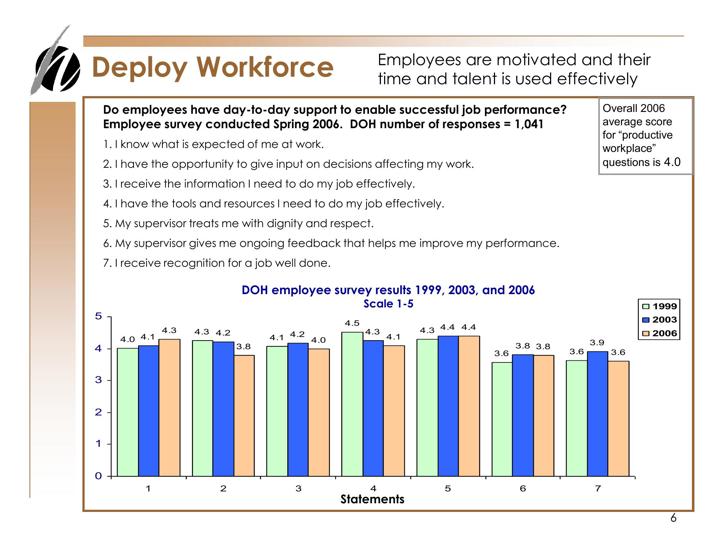 Deploy Workforce
Employees are motivated and their
time and talent is used effectively
Do employees have day-to-day support to enable successful job performance?
Employee survey conducted Spring 2006.  DOH number of responses = 1,041
Overall 2006
average score
for “productive
workplace”
questions is 4.0
1. I know what is expected of me at work.
2. I have the opportunity to give input on decisions affecting my work.
3. I receive the information I need to do my job effectively.
4. I have the tools and resources I need to do my job effectively.
5. My supervisor treats me with dignity and respect.
6. My supervisor gives me ongoing feedback that helps me improve my performance.
7. I receive recognition for a job well done.
DOH employee survey results 1999, 2003, and 2006
Scale 1-5
1999
2003
2006
5
4
3
2
1
0
4.0 4.1 4.3
4.3 4.2 3.8
4.1 4.2 4.0
4.5 4.3 4.1
4.3 4.4 4.4
3.6 3.8 3.8
3.6 3.9 3.6
1 2 3 4 5 6 7
Statements
6